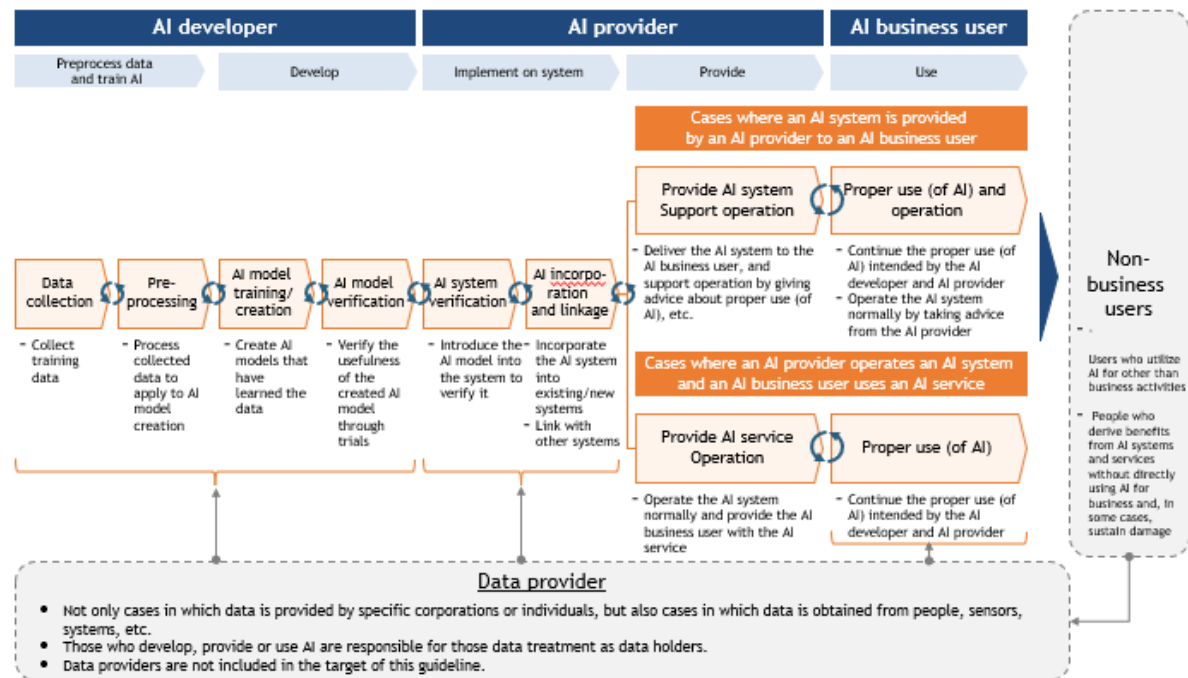 AI developer
AI provider
AI business user
Preprocess data
and train AI
Develop
Implement on system
Provide
Use
Cases where an AI system is provided
by an AI provider to an AI business user
Provide AI system
Support operation
Proper use (of AI) and
operation
- Deliver the AI system to the
AI business user, and
support operation by giving
advice about proper use (of
AI), etc.
- Continue the proper use (of
AI) intended by the AI
developer and AI provider
- Operate the AI system
normally by taking advice
from the AI provider
Data
collection
Pre-
processing
AI model
training/
creation
AI model
verification
AI system
verification
AI incorpo-
ration
and linkage
- Collect
training
data
- Process
collected
data to
apply to AI
model
creation
- Create AI
models that
have
learned the
data
- Verify the
usefulness
of the
created AI
model
through
trials
- Introduce the
AI model into
the system to
verify it
- Incorporate
the AI system
into
existing/new
systems
- Link with
other systems
Cases where an AI provider operates an AI system
and an AI business user uses an AI service
Provide AI service
Operation
Proper use (of AI)
- Operate the AI system
normally and provide the AI
business user with the AI
service
- Continue the proper use (of
AI) intended by the AI
developer and AI provider
Non-
business
users
- .
Users who utilize
AI for other than
business activities
- People who
derive benefits
from AI systems
and services
without directly
using AI for
business and, in
some cases,
sustain damage
Data provider
• Not only cases in which data is provided by specific corporations or individuals, but also cases in which data is obtained from people, sensors,
systems, etc.
• Those who develop, provide or use AI are responsible for those data treatment as data holders.
• Data providers are not included in the target of this guideline.